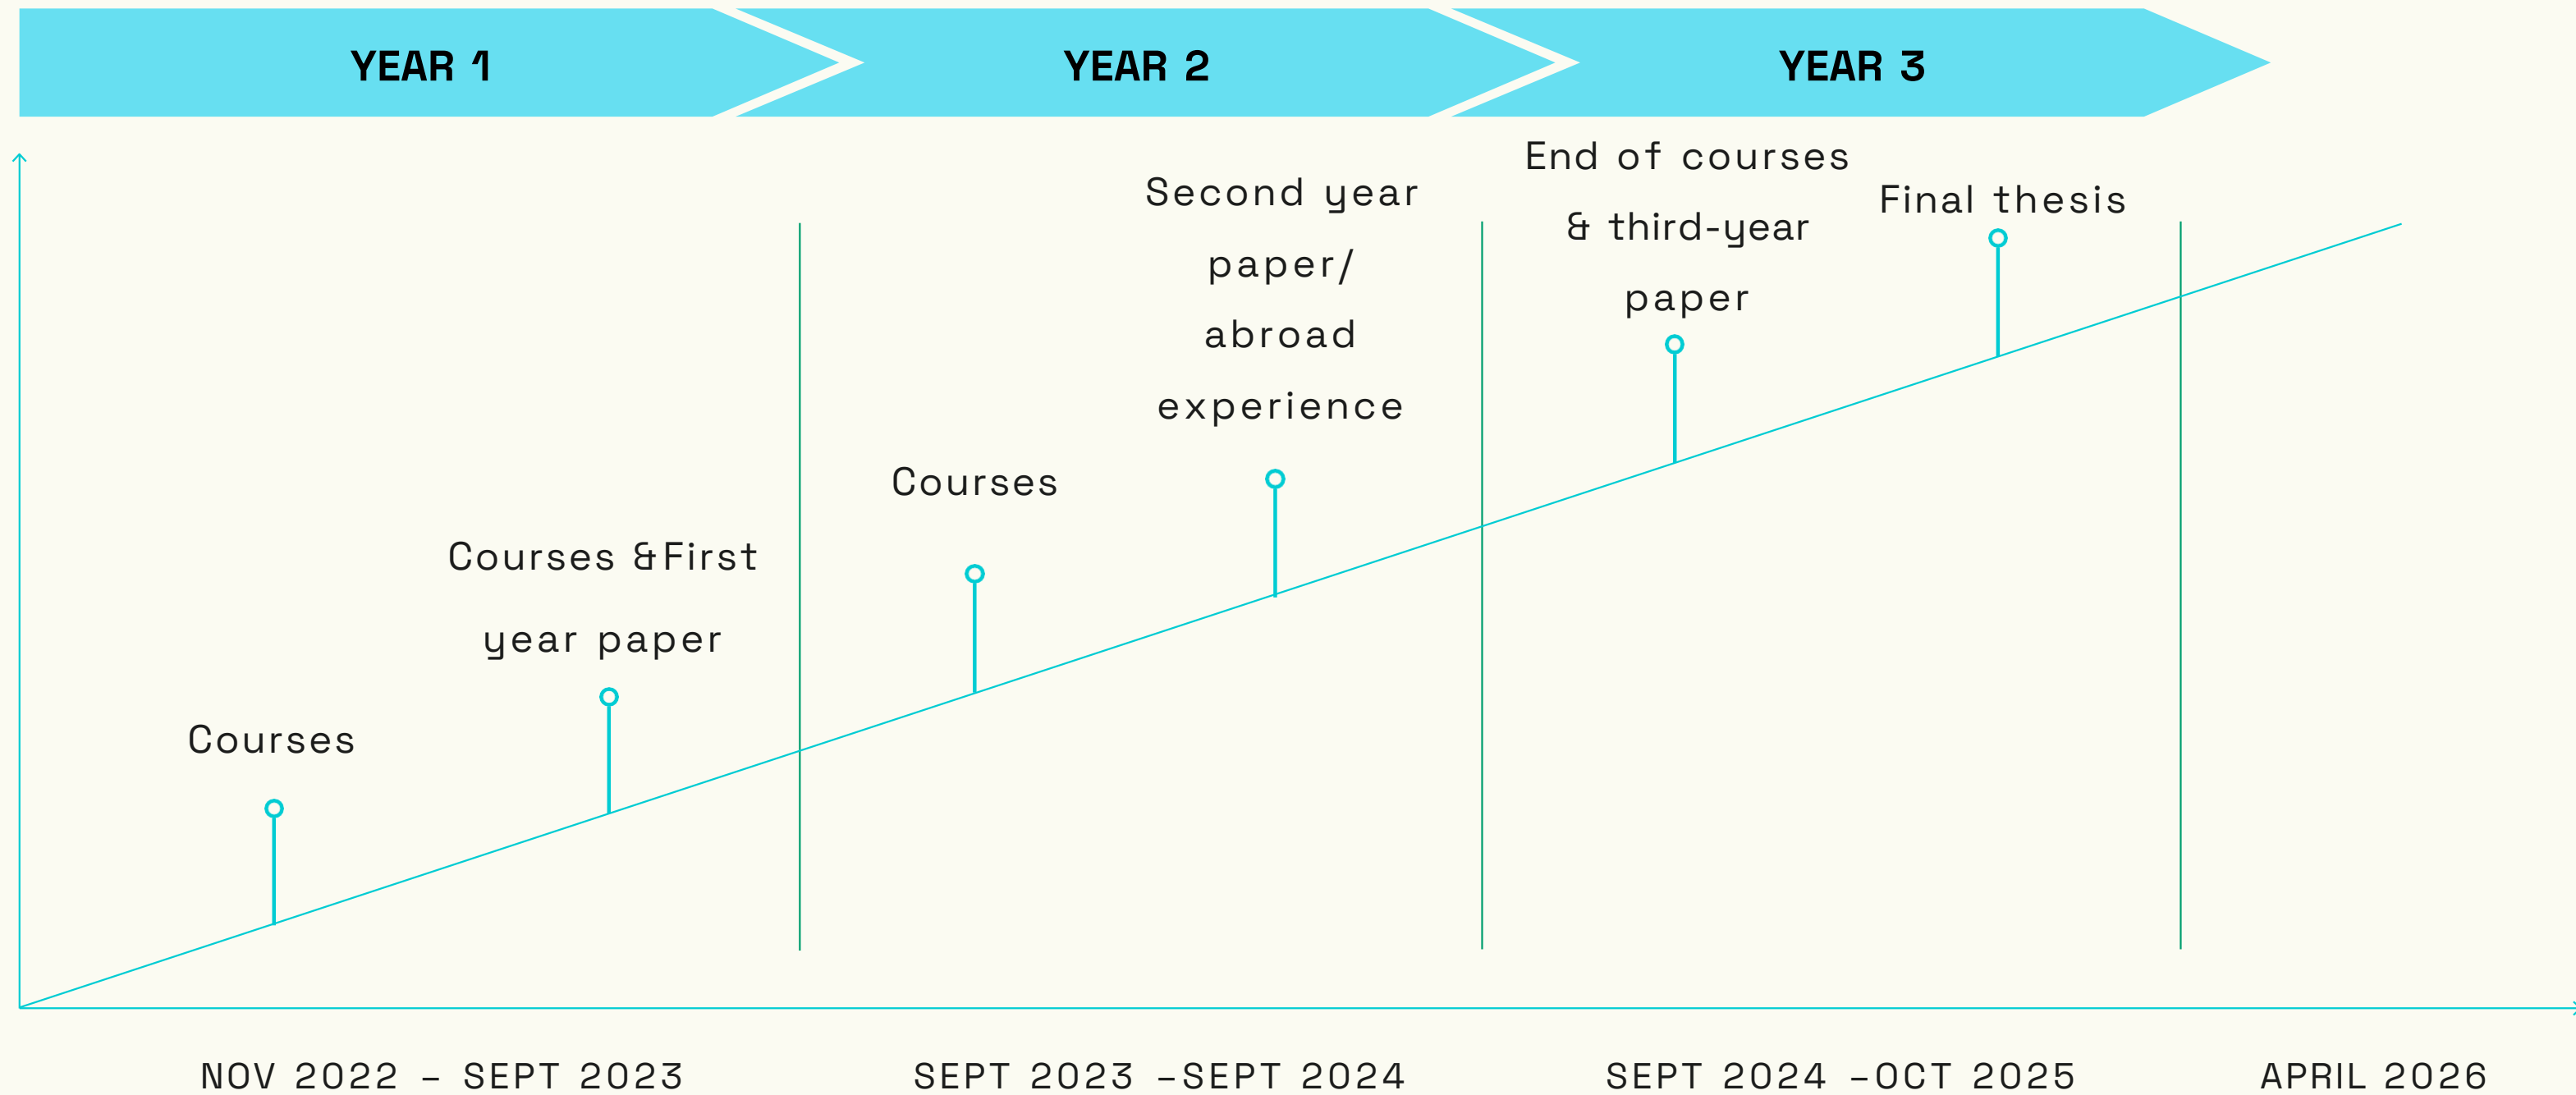 YEAR 1
YEAR 2
YEAR 3
End of courses
& third-year
paper
Final thesis
Second year
paper/
abroad
experience
Courses
Courses &First
year paper
Courses
NOV 2022 – SEPT 2023
SEPT 2023 –SEPT 2024
SEPT 2024 –OCT 2025
APRIL 2026